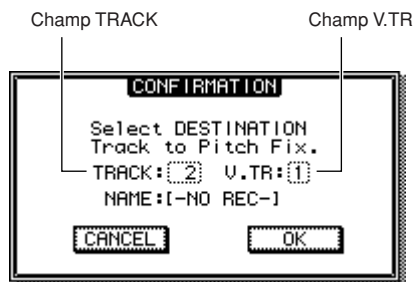 Champ TRACK Champ V.TR
CONFIRMATION
Select DESTINATION
Track to Pitch Fix.
TRACK: 2 V.TR:1
NAME:[-NO REC-]
CANCEL OK